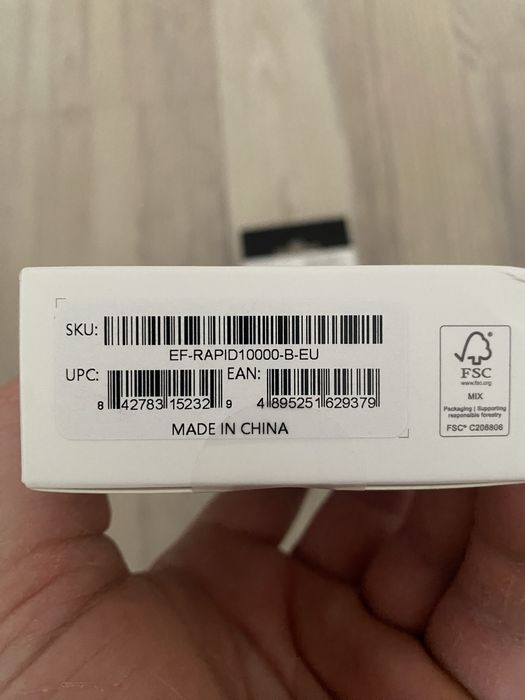 SKU:
EF-RAPID10000-B-EU
UPC:
8 42783 15232 9
EAN:
4 895251 629379
MADE IN CHINA
FSC
www.fsc.org
MIX
Packaging | Supporting
responsible forestry
FSC® C206806